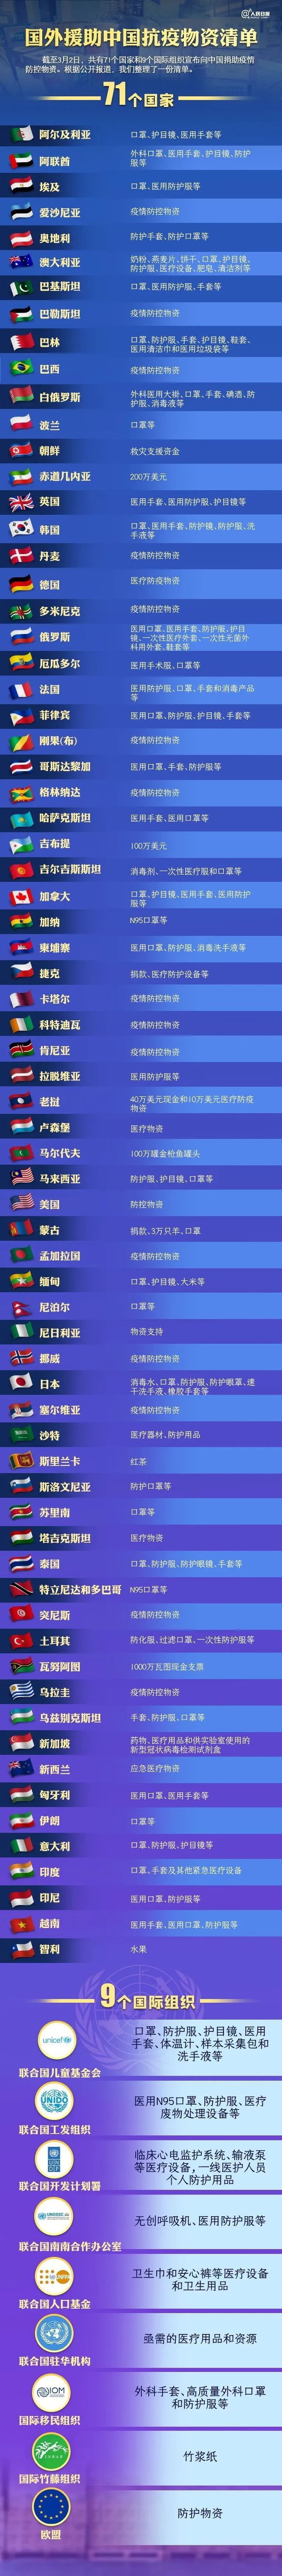 @人民日报
国外援助中国抗疫物资清单
截至3月2日，共有71个国家和9个国际组织宣布向中国捐助疫情
防控物资。根据公开报道，我们整理了一份清单。
71个国家
阿尔及利亚 口罩、护目镜、医用手套等
阿联酋 外科口罩、医用手套、护目镜、防护
服等
埃及 口罩、医用防护服等
爱沙尼亚 疫情防控物资
奥地利 防护手套、防护口罩等
澳大利亚 奶粉、燕麦片、饼干、口罩、护目镜、
防护服、医疗设备、肥皂、清洁剂等
巴基斯坦 口罩、医用防护服、手套等
巴勒斯坦 疫情防控物资
巴林 口罩、防护服、手套、护目镜、鞋套、
医用清洁巾和医用垃圾袋等
巴西 疫情防控物资
白俄罗斯 外科医用大褂、口罩、手套、碘酒、防
护服、消毒液等
波兰 口罩等
朝鲜 救灾支援资金
赤道几内亚 200万美元
英国 医用手套、医用防护服、护目镜等
韩国 口罩、医用手套、防护镜、防护服、洗
手液等
丹麦 疫情防控物资
德国 医疗防疫物资
多米尼克 疫情防控物资
俄罗斯 医用口罩、医用手套、防护服、护目
镜、一次性医疗外套、一次性无菌外
科用外套、鞋套等
厄瓜多尔 医用手术服、口罩等
法国 医用防护服、口罩、手套和消毒产品
等
菲律宾 医用口罩、防护服、护目镜、手套等
刚果(布) 疫情防控物资
哥斯达黎加 医用口罩、手套、防护服等
格林纳达 疫情防控物资
哈萨克斯坦 医用手套、医用口罩等
吉布提 100万美元
吉尔吉斯斯坦 消毒剂、一次性医疗服和口罩等
加拿大 口罩、护目镜、医用手套、医用防护
服等
加纳 N95口罩等
柬埔寨 医用口罩、防护服、消毒洗手液等
捷克 捐款、医疗防护设备等
卡塔尔 疫情防控物资
科特迪瓦 疫情防控物资
肯尼亚 疫情防控物资
拉脱维亚 医用防护服等
老挝 40万美元现金和10万美元医疗防疫
物资
卢森堡 医疗物资
马尔代夫 100万罐金枪鱼罐头
马来西亚 防护服、护目镜、口罩等
美国 防控物资
蒙古 捐款、3万只羊、口罩
孟加拉国 疫情防控物资
缅甸 口罩、护目镜、大米等
尼泊尔 口罩等
尼日利亚 物资支持
挪威 疫情防控物资
日本 消毒水、口罩、防护服、防护眼罩、速
干洗手液、橡胶手套等
塞尔维亚 疫情防控物资
沙特 医疗器材、防护用品
斯里兰卡 红茶
斯洛文尼亚 防护口罩等
苏里南 口罩等
塔吉克斯坦 医疗物资
泰国 口罩、防护服、防护眼镜、手套等
特立尼达和多巴哥 N95口罩等
突尼斯 疫情防控物资
土耳其 防化服、过滤口罩、一次性防护服等
瓦努阿图 1000万瓦图现金支票
乌拉圭 疫情防控物资
乌兹别克斯坦 手套、防护服、口罩等
新加坡 药物、医疗用品和供实验室使用的
新型冠状病毒检测试剂盒
新西兰 应急医疗物资
匈牙利 医用口罩、医用手套等
伊朗 口罩等
意大利 口罩、防护服、护目镜等
印度 口罩、手套及其他紧急医疗设备
印尼 医用口罩、防护服等
越南 医用手套、医用口罩、防护服等
智利 水果
9个国际组织
unicef
联合国儿童基金会
口罩、防护服、护目镜、医用
手套、体温计、样本采集包和
洗手液等
联合国工发组织
医用N95口罩、防护服、医疗
废物处理设备等
联合国开发计划署
临床心电监护系统、输液泵
等医疗设备，一线医护人员
个人防护用品
UNOSSC
联合国南南合作办公室
无创呼吸机、医用防护服等
UNFPA
联合国人口基金
卫生巾和安心裤等医疗设备
和卫生用品
联合国驻华机构
亟需的医疗用品和资源
IOM
国际移民组织
外科手套、高质量外科口罩
和防护服等
国际竹藤组织
竹浆纸
欧盟
防护物资